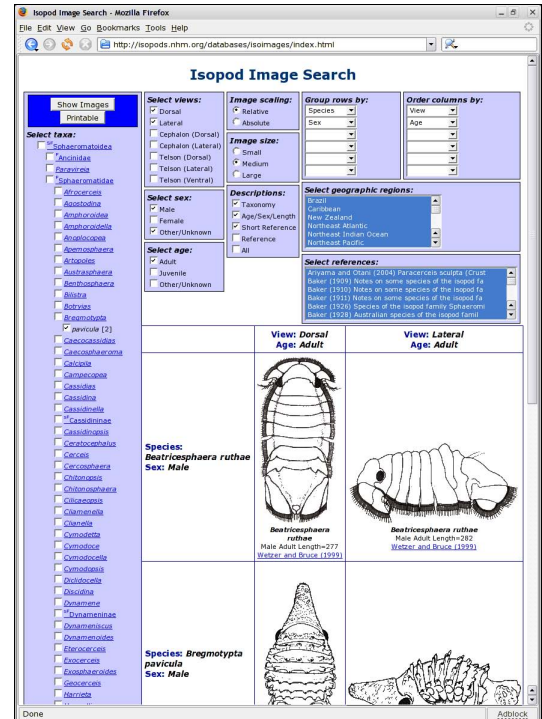 Isopod Image Search - Mozilla Firefox
File Edit View Go Bookmarks Tools Help
http://isopods.nhm.org/databases/isoimages/index.html
Isopod Image Search
Show Images
Printable
Select taxa:
SF Sphaeromatoidea
F Ancinidae
Paravireia
F Sphaeromatidae
Afrocerceis
Agostodina
Amphoroidea
Amphoroidella
Anoplocopea
Apemosphaera
Artopoles
Austrasphaera
Benthosphaera
Bilistra
Botryias
Bregmotypta
pavicula [2]
Caecocassidias
Caecosphaeroma
Calcipila
Campecopea
Cassidias
Cassidina
Cassidinella
SF Cassidininae
Cassidinopsis
Ceratocephalus
Cerceis
Cercosphaera
Chitonopsis
Chitonosphaera
Cilicaeopsis
Clianella
Cymodetta
Cymodoce
Cymodocella
Cymodopsis
Diclidocella
Discidina
Dynamene
SF Dynameninae
Dynameniscus
Dynamenoides
Eterocerceis
Exocerceis
Exosphaeroides
Geocerceis
Harrieta
Select views:
Dorsal
Lateral
Cephalon (Dorsal)
Cephalon (Lateral)
Telson (Dorsal)
Telson (Lateral)
Telson (Ventral)
Select sex:
Male
Female
Other/Unknown
Select age:
Adult
Juvenile
Other/Unknown
Image scaling:
Relative
Absolute
Image size:
Small
Medium
Large
Descriptions:
Taxonomy
Age/Sex/Length
Short Reference
Reference
All
Group rows by:
Species
Sex
Order columns by:
View
Age
Select geographic regions:
Brazil
Caribbean
New Zealand
Northeast Atlantic
Northeast Indian Ocean
Northeast Pacific
Select references:
Ariyama and Otani (2004) Paracerceis sculpta (Crust
Baker (1909) Notes on some species of the isopod fa
Baker (1910) Notes on some species of the isopod fa
Baker (1911) Notes on some species of the isopod fa
Baker (1926) Species of the isopod family Sphaeromi
Baker (1928) Australian species of the isopod famil
View: Dorsal
Age: Adult
View: Lateral
Age: Adult
Species:
Beatricesphaera ruthae
Sex: Male
Beatricesphaera
ruthae
Male Adult Length=277
Wetzer and Bruce (1999)
Beatricesphaera ruthae
Male Adult Length=282
Wetzer and Bruce (1999)
Species: Bregmotypta
pavicula
Sex: Male
Done
Adblock